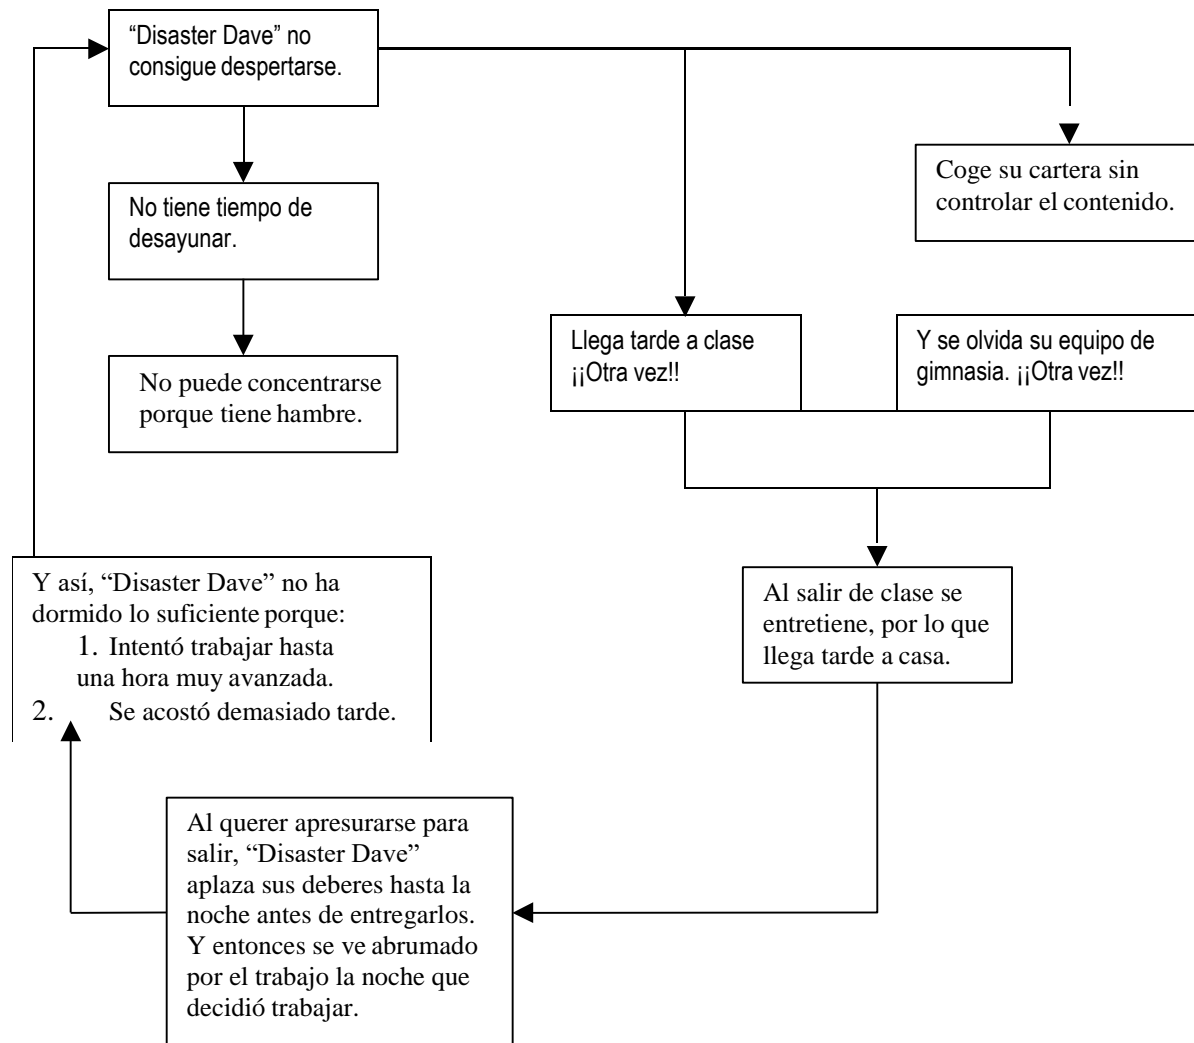 “Disaster Dave” no
consigue despertarse.
Coge su cartera sin
controlar el contenido.
No tiene tiempo de
desayunar.
Llega tarde a clase
¡¡Otra vez!!
Y se olvida su equipo de
gimnasia. ¡¡Otra vez!!
No puede concentrarse
porque tiene hambre.
Y así, “Disaster Dave” no ha
dormido lo suficiente porque:
1. Intentó trabajar hasta
una hora muy avanzada.
2. Se acostó demasiado tarde.
Al salir de clase se
entretiene, por lo que
llega tarde a casa.
Al querer apresurarse para
salir, “Disaster Dave”
aplaza sus deberes hasta la
noche antes de entregarlos.
Y entonces se ve abrumado
por el trabajo la noche que
decidió trabajar.